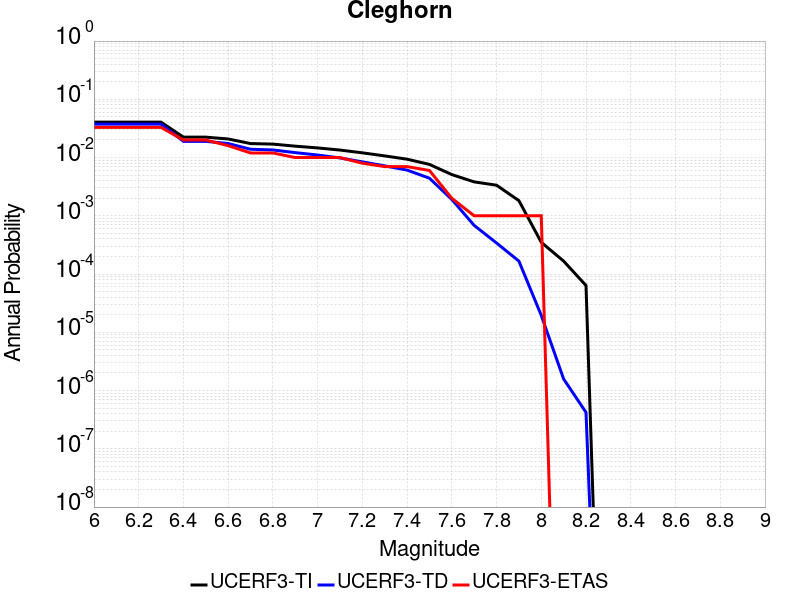 Cleghorn
10^0
10^-1
10^-2
10^-3
10^-4
10^-5
10^-6
10^-7
10^-8
Annual Probability
6 6.2 6.4 6.6 6.8 7 7.2 7.4 7.6 7.8 8 8.2 8.4 8.6 8.8 9
Magnitude
UCERF3-TI UCERF3-TD UCERF3-ETAS